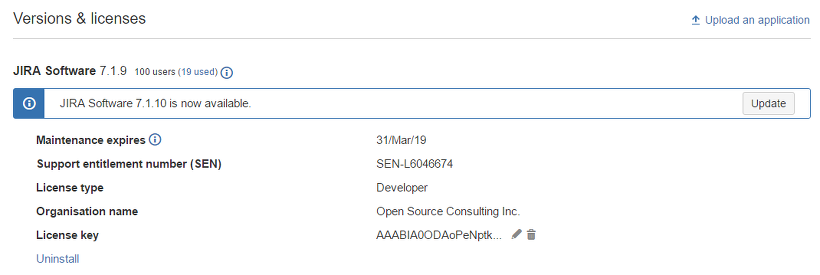 Versions & licenses
Upload an application
JIRA Software 7.1.9 100 users (19 used)
JIRA Software 7.1.10 is now available.
Update
Maintenance expires 31/Mar/19
Support entitlement number (SEN) SEN-L6046674
License type Developer
Organisation name Open Source Consulting Inc.
License key AAABIA0ODAoPeNptk...
Uninstall